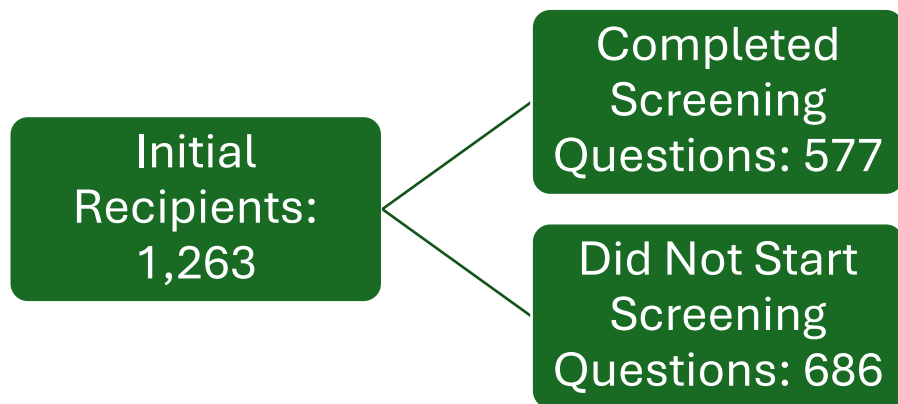 Initial
Recipients:
1,263
Completed
Screening
Questions: 577
Did Not Start
Screening
Questions: 686